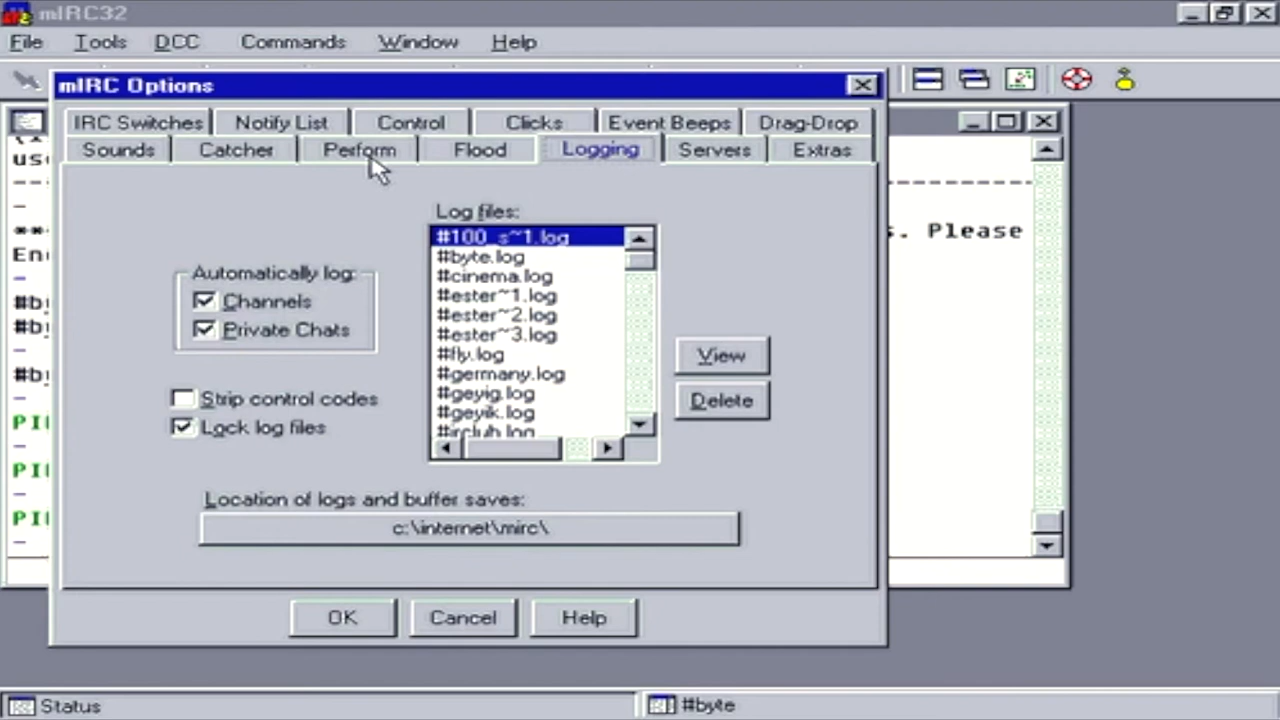 mIRC32
File Tools DCC Commands Window Help
mIRC Options
IRC Switches Notify List Control Clicks Event Beeps Drag-Drop
Sounds Catcher Perform Flood Logging Servers Extras
Log files:
#100_s~1.log
#byte.log
#cinema.log
#ester~1.log
#ester~2.log
#ester~3.log
#fly.log
#germany.log
#geyig.log
#geyik.log
#irclub.log
Automatically log:
Channels
Private Chats
Strip control codes
Lock log files
View
Delete
Location of logs and buffer saves:
c:\internet\mirc\
OK Cancel Help
s. Please
Status #byte